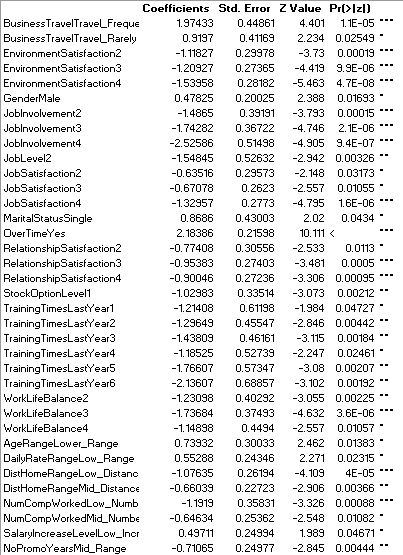 Coefficients Std. Error Z Value Pr(>|z|)
BusinessTravelTravel_Freque 1.97433 0.44861 4.401 1.1E-05 ***
BusinessTravelTravel_Rarely 0.9197 0.41169 2.234 0.02549 *
EnvironmentSatisfaction2 -1.11827 0.29978 -3.73 0.00019 ***
EnvironmentSatisfaction3 -1.20927 0.27365 -4.419 9.9E-06 ***
EnvironmentSatisfaction4 -1.53958 0.28182 -5.463 4.7E-08 ***
GenderMale 0.47825 0.20025 2.388 0.01693 *
JobInvolvement2 -1.4865 0.39191 -3.793 0.00015 ***
JobInvolvement3 -1.74282 0.36722 -4.746 2.1E-06 ***
JobInvolvement4 -2.52586 0.51498 -4.905 9.4E-07 ***
JobLevel2 -1.54845 0.52632 -2.942 0.00326 **
JobSatisfaction2 -0.63516 0.29573 -2.148 0.03173 *
JobSatisfaction3 -0.67078 0.2623 -2.557 0.01055 *
JobSatisfaction4 -1.32957 0.2773 -4.795 1.6E-06 ***
MaritalStatusSingle 0.8686 0.43003 2.02 0.0434 *
OverTimeYes 2.18386 0.21598 10.111 < ***
RelationshipSatisfaction2 -0.77408 0.30556 -2.533 0.0113 *
RelationshipSatisfaction3 -0.95383 0.27403 -3.481 0.0005 ***
RelationshipSatisfaction4 -0.90046 0.27236 -3.306 0.00095 ***
StockOptionLevel1 -1.02983 0.33514 -3.073 0.00212 **
TrainingTimesLastYear1 -1.21408 0.61198 -1.984 0.04727 *
TrainingTimesLastYear2 -1.29649 0.45547 -2.846 0.00442 **
TrainingTimesLastYear3 -1.43809 0.46161 -3.115 0.00184 **
TrainingTimesLastYear4 -1.18525 0.52739 -2.247 0.02461 *
TrainingTimesLastYear5 -1.76607 0.57347 -3.08 0.00207 **
TrainingTimesLastYear6 -2.13607 0.68857 -3.102 0.00192 **
WorkLifeBalance2 -1.23098 0.40292 -3.055 0.00225 **
WorkLifeBalance3 -1.73684 0.37493 -4.632 3.6E-06 ***
WorkLifeBalance4 -1.14898 0.4494 -2.557 0.01057 *
AgeRangeLower_Range 0.73932 0.30033 2.462 0.01383 *
DailyRateRangeLow_Range 0.55288 0.24346 2.271 0.02315 *
DistHomeRangeLow_Distanc -1.07635 0.26194 -4.109 4E-05 ***
DistHomeRangeMid_Distance -0.66039 0.22723 -2.906 0.00366 **
NumCompWorkedLow_Numb -1.1919 0.35831 -3.326 0.00088 ***
NumCompWorkedMid_Numbe -0.64634 0.25362 -2.548 0.01082 *
SalaryIncreaseLevelLow_Incr 0.49711 0.24994 1.989 0.04671 *
NoPromoYearsMid_Range -0.71065 0.24977 -2.845 0.00444 **